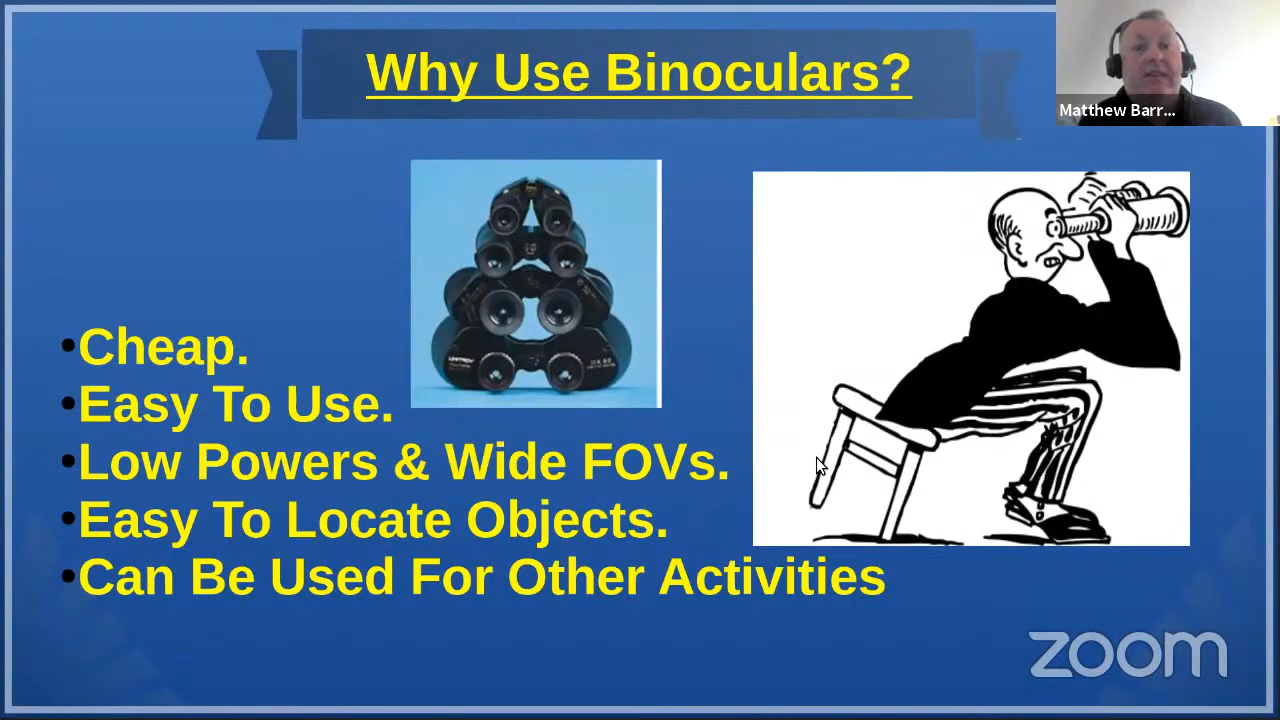 Why Use Binoculars?
Matthew Barr...
•Cheap.
•Easy To Use.
•Low Powers & Wide FOVs.
•Easy To Locate Objects.
•Can Be Used For Other Activities
zoom